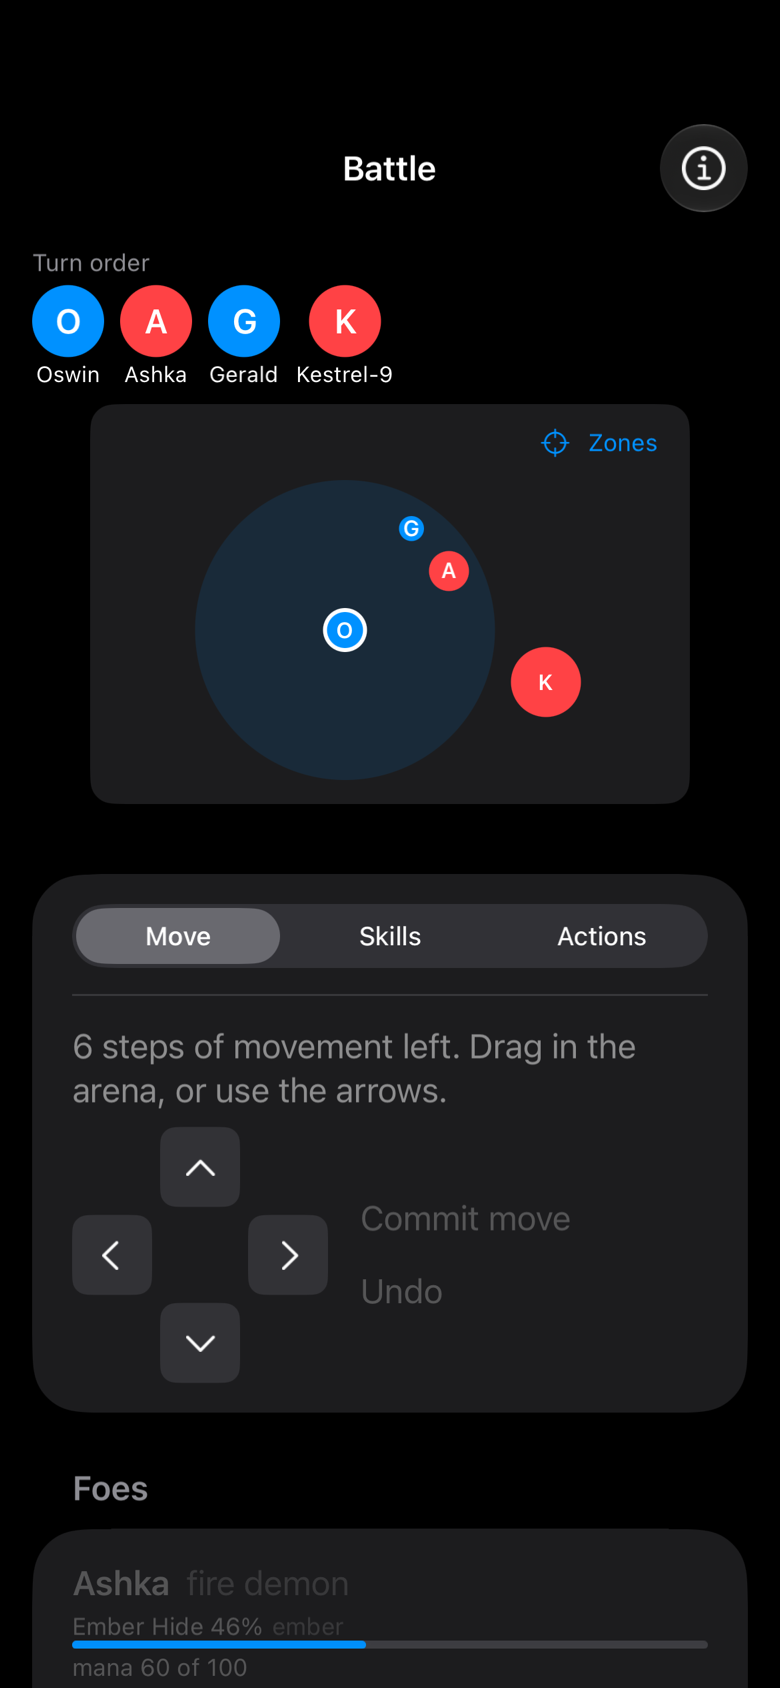 Battle
Turn order
O A G K
Oswin Ashka Gerald Kestrel-9
Zones
G
A
O
K
Move Skills Actions
6 steps of movement left. Drag in the
arena, or use the arrows.
Commit move
Undo
Foes
Ashka fire demon
Ember Hide 46% ember
mana 60 of 100